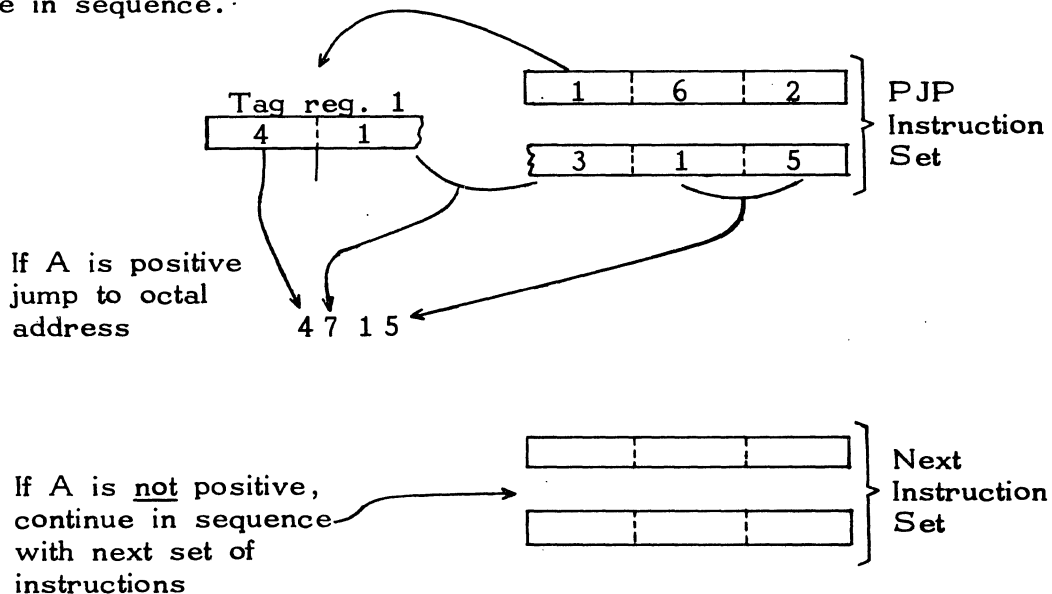 e in sequence.
Tag reg. 1
4 1
1 6 2
3 1 5
PJP
Instruction
Set
If A is positive
jump to octal
address
4 7 1 5
If A is not positive,
continue in sequence
with next set of
instructions
Next
Instruction
Set